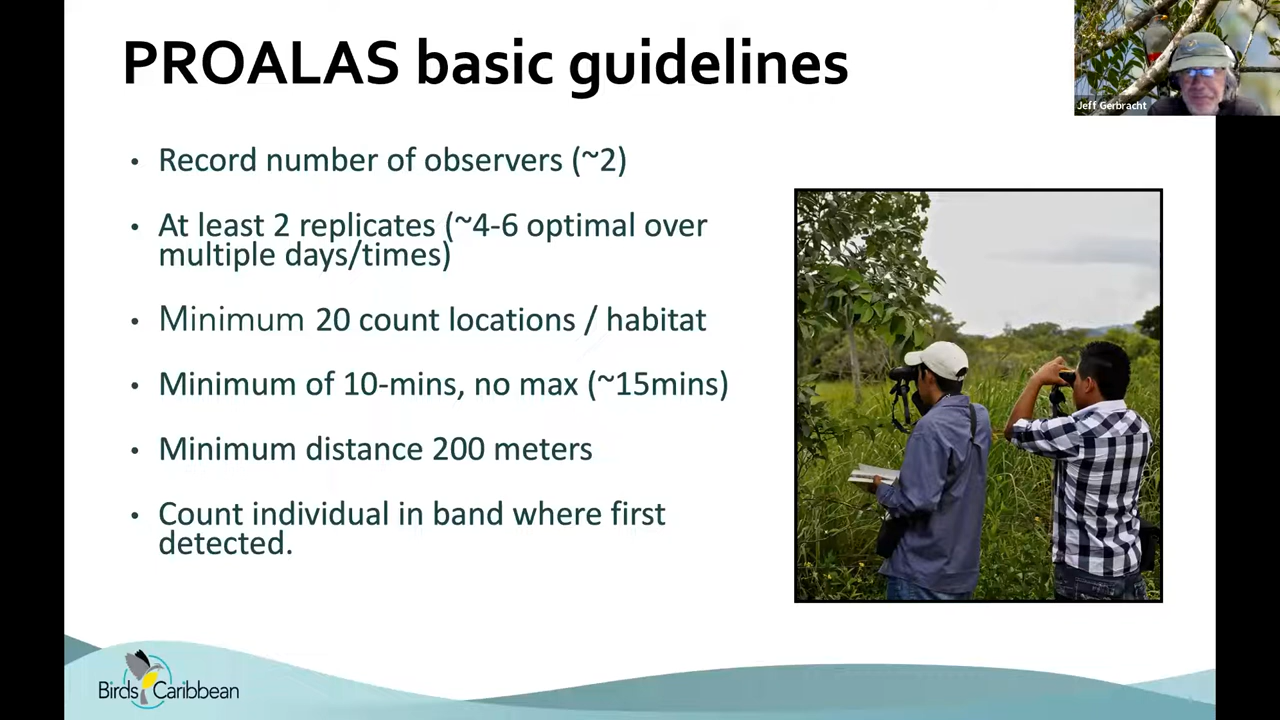 PROALAS basic guidelines
Jeff Gerbracht
• Record number of observers (~2)
• At least 2 replicates (~4-6 optimal over
multiple days/times)
• Minimum 20 count locations / habitat
• Minimum of 10-mins, no max (~15mins)
• Minimum distance 200 meters
• Count individual in band where first
detected.
Birds Caribbean